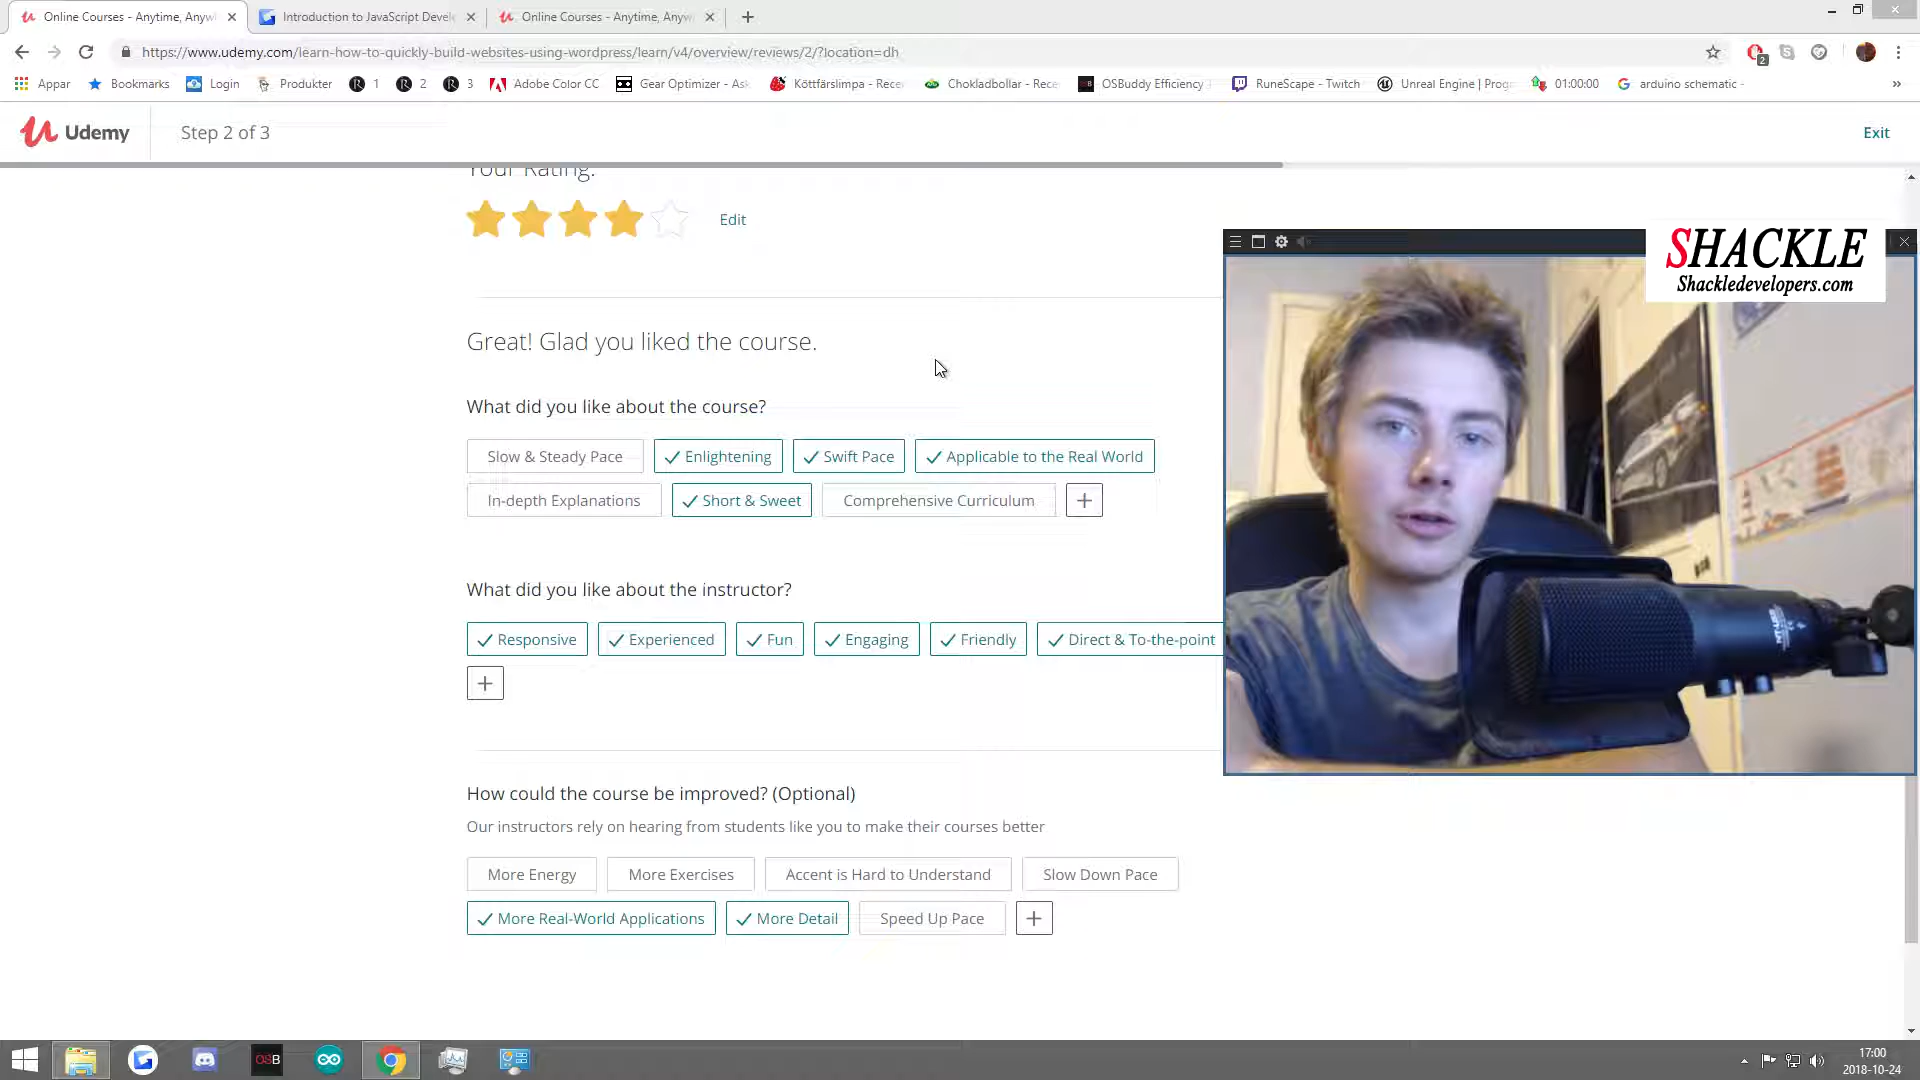 Online Courses - Anytime, Anyw
Introduction to JavaScript Devel
Online Courses - Anytime, Anyw
https://www.udemy.com/learn-how-to-quickly-build-websites-using-wordpress/learn/v4/overview/reviews/2/?location=dh
2
Appar
Bookmarks
Login
Produkter
R 1
R 2
R 3
Adobe Color CC
Gear Optimizer - Ask
Köttfärslimpa - Rece
Chokladbollar - Rece
OSBuddy Efficiency
RuneScape - Twitch
Unreal Engine | Prog
01:00:00
arduino schematic -
»
Udemy
Step 2 of 3
Exit
Your Rating:
Edit
SHACKLE
Shackledevelopers.com
Great! Glad you liked the course.
What did you like about the course?
Slow & Steady Pace
Enlightening
Swift Pace
Applicable to the Real World
In-depth Explanations
Short & Sweet
Comprehensive Curriculum
What did you like about the instructor?
Responsive
Experienced
Fun
Engaging
Friendly
Direct & To-the-point
How could the course be improved? (Optional)
Our instructors rely on hearing from students like you to make their courses better
More Energy
More Exercises
Accent is Hard to Understand
Slow Down Pace
More Real-World Applications
More Detail
Speed Up Pace
OSB
17:00
2018-10-24